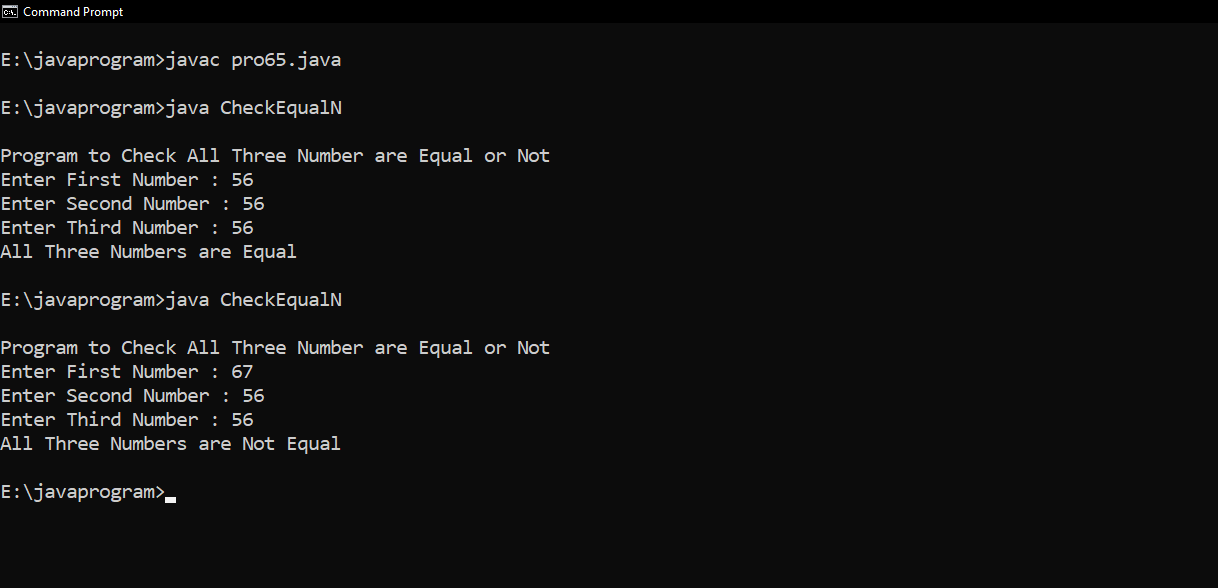 Command Prompt
E:\javaprogram>javac pro65.java
E:\javaprogram>java CheckEqualN
Program to Check All Three Number are Equal or Not
Enter First Number : 56
Enter Second Number : 56
Enter Third Number : 56
All Three Numbers are Equal
E:\javaprogram>java CheckEqualN
Program to Check All Three Number are Equal or Not
Enter First Number : 67
Enter Second Number : 56
Enter Third Number : 56
All Three Numbers are Not Equal
E:\javaprogram>